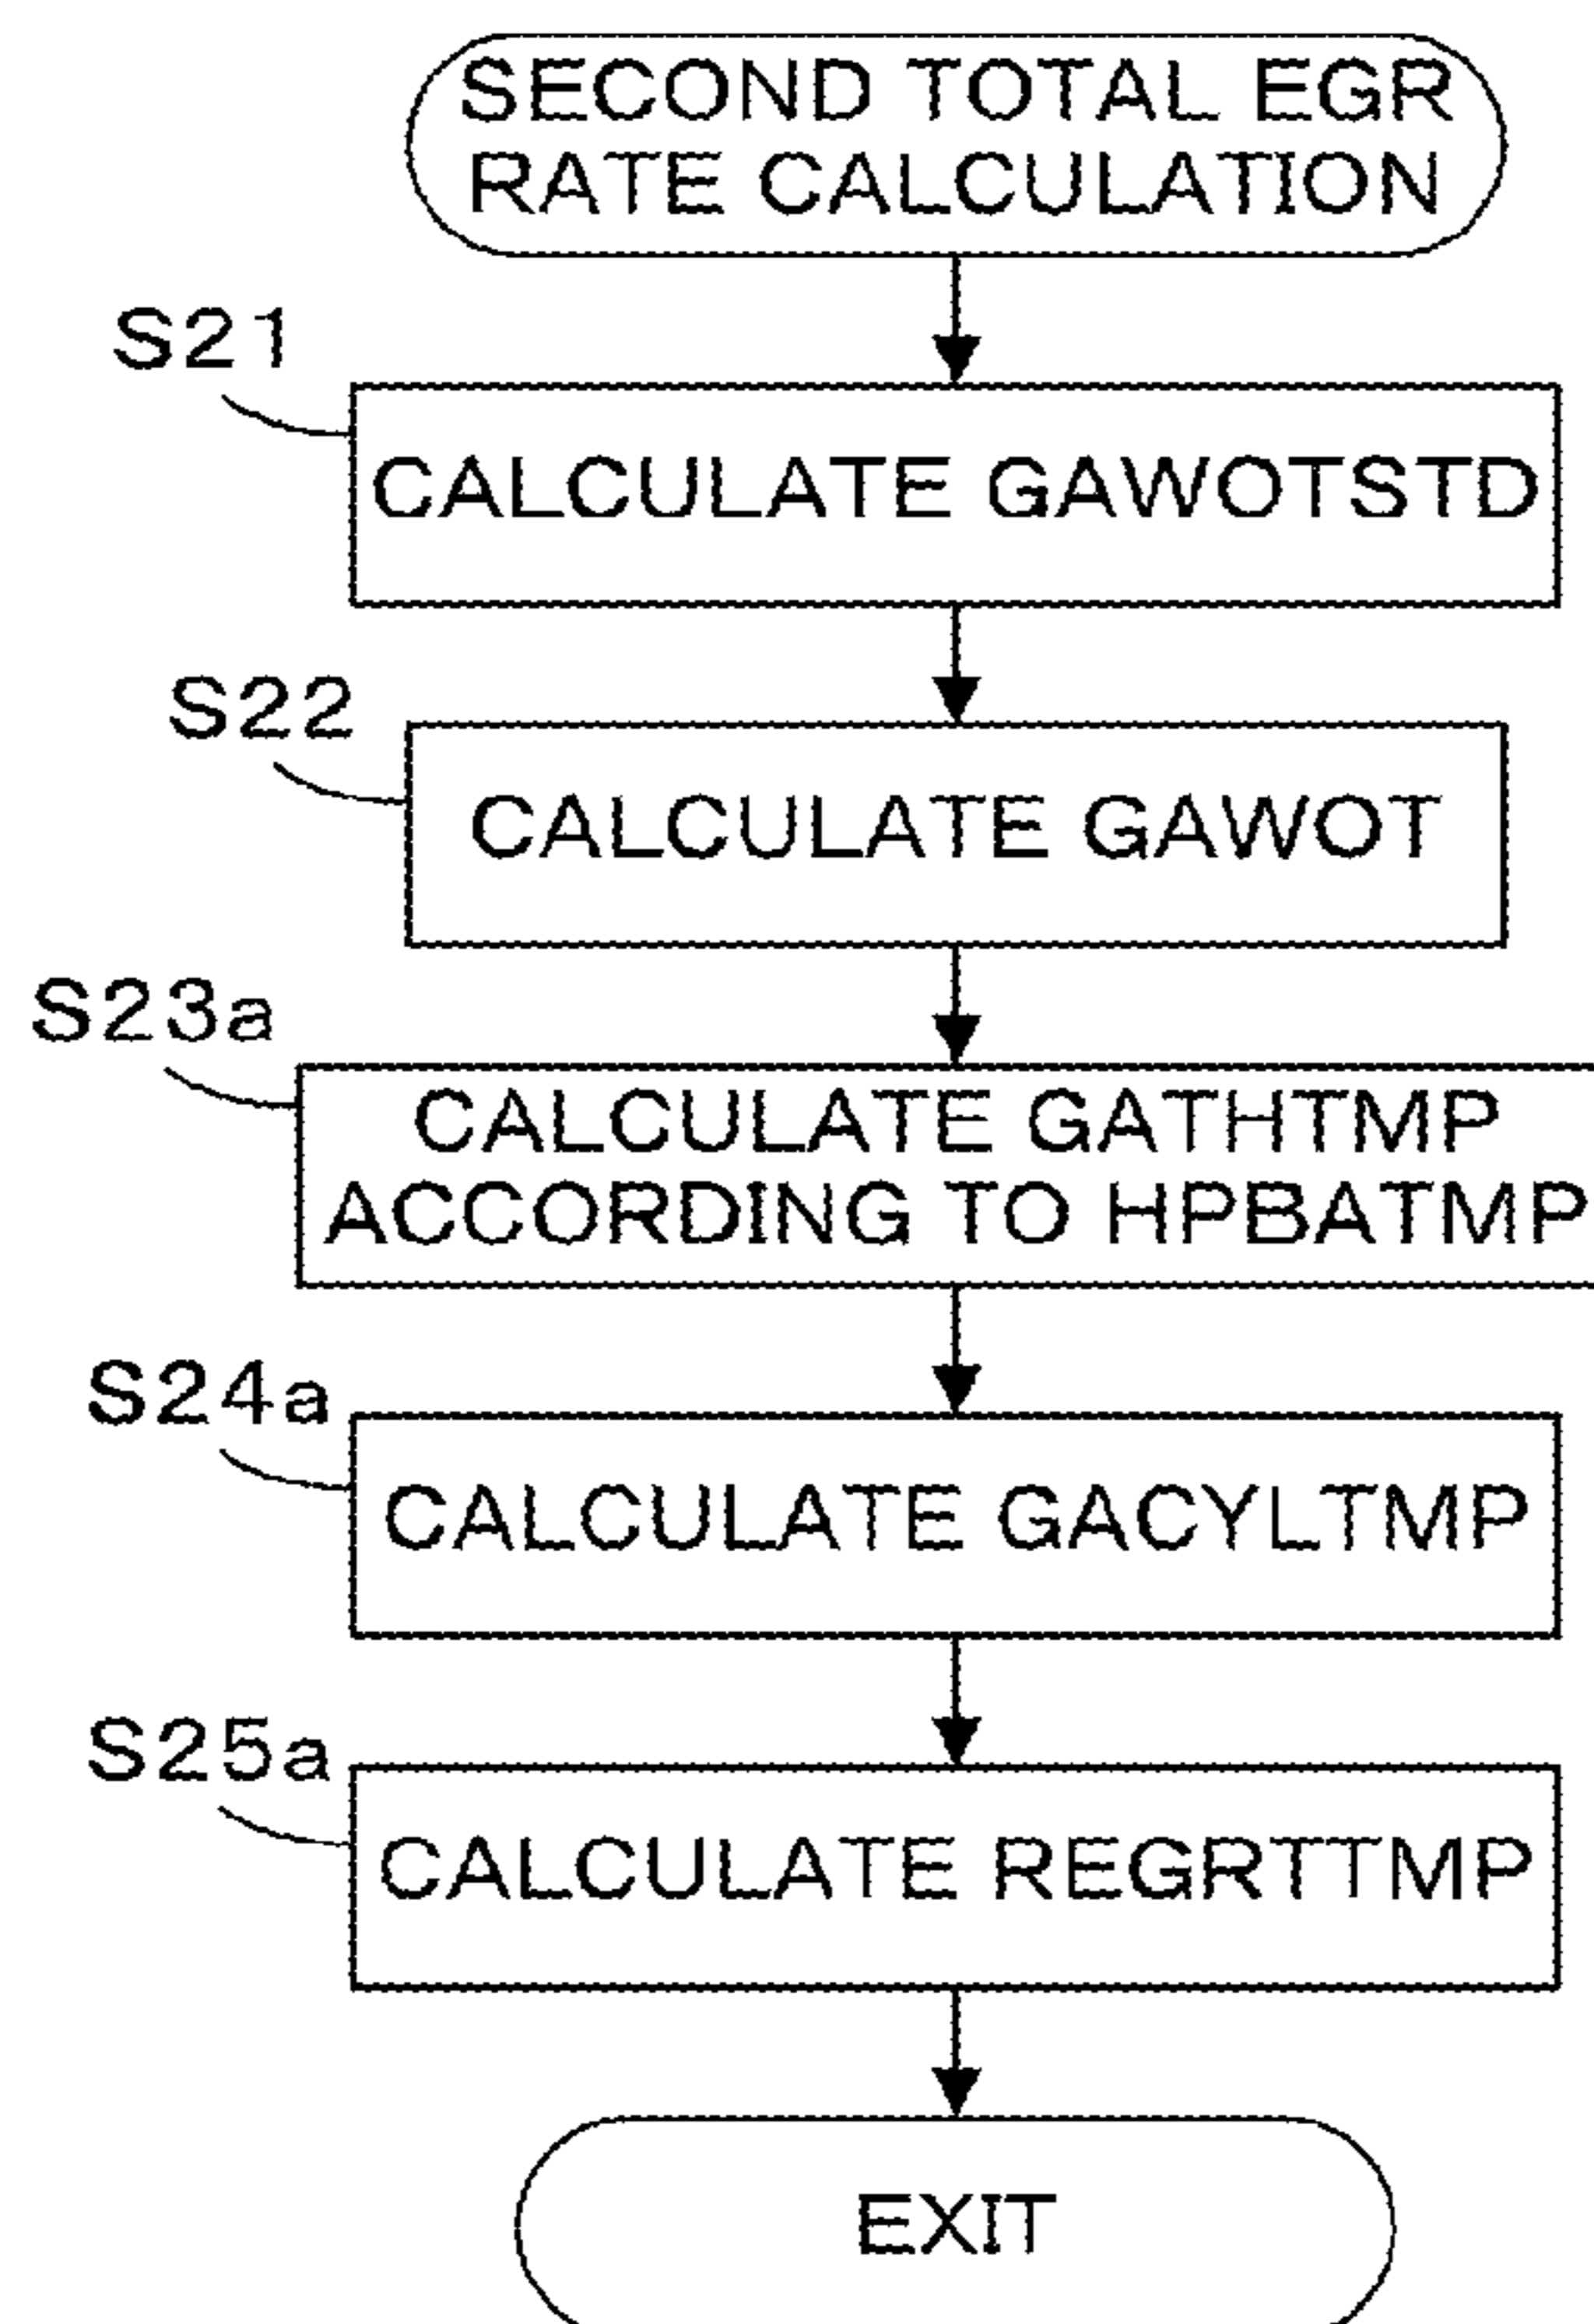 SECOND TOTAL EGR
RATE CALCULATION
S21
CALCULATE GAWOTSTD
S22
CALCULATE GAWOT
S23a
CALCULATE GATHTMP
ACCORDING TO HPBATMP
S24a
CALCULATE GACYLTMP
S25a
CALCULATE REGRTTMP
EXIT